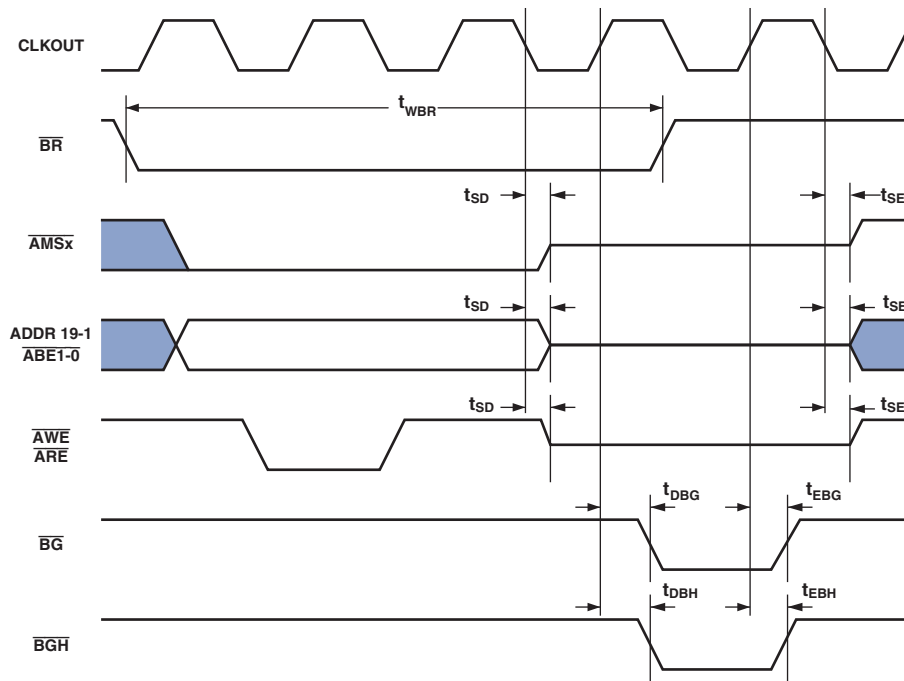 CLKOUT
tWBR
BR
tSD
tSE
AMSx
tSD
tSE
ADDR 19-1
ABE1-0
tSD
tSE
AWE
ARE
tDBG
tEBG
BG
tDBH
tEBH
BGH